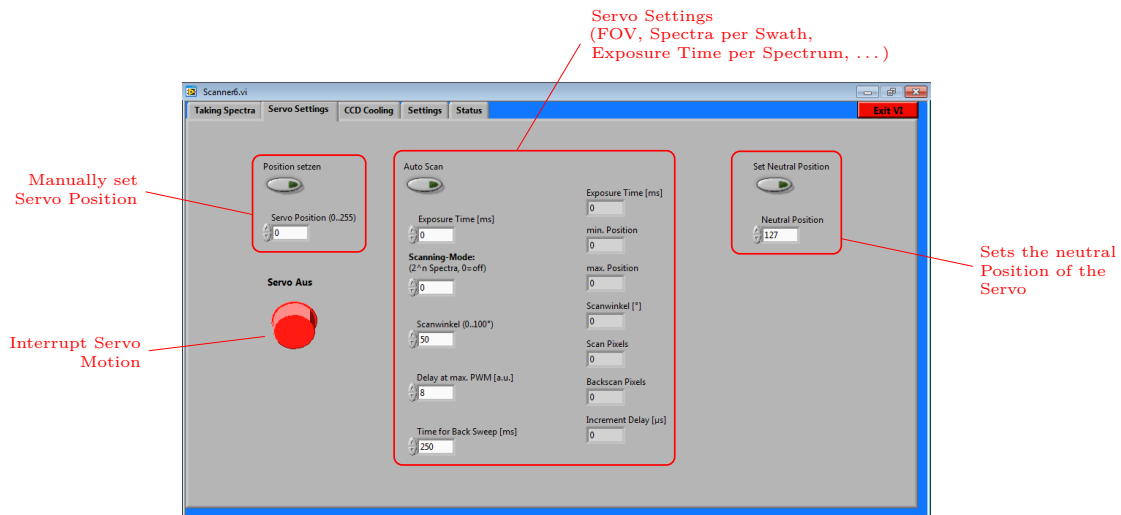 Servo Settings
(FOV, Spectra per Swath,
Exposure Time per Spectrum, ...)
Scanner6.vi
Taking Spectra Servo Settings CCD Cooling Settings Status
Exit VI
Manually set
Servo Position
Position setzen
Servo Position (0..255)
0
Servo Aus
Interrupt Servo
Motion
Auto Scan
Exposure Time [ms]
0
Scanning-Mode:
(2^n Spectra, 0=off)
0
Scanwinkel (0..100°)
50
Delay at max. PWM [a.u.]
8
Time for Back Sweep [ms]
250
Exposure Time [ms]
0
min. Position
0
max. Position
0
Scanwinkel [°]
0
Scan Pixels
0
Backscan Pixels
0
Increment Delay [µs]
0
Set Neutral Position
Neutral Position
127
Sets the neutral
Position of the
Servo